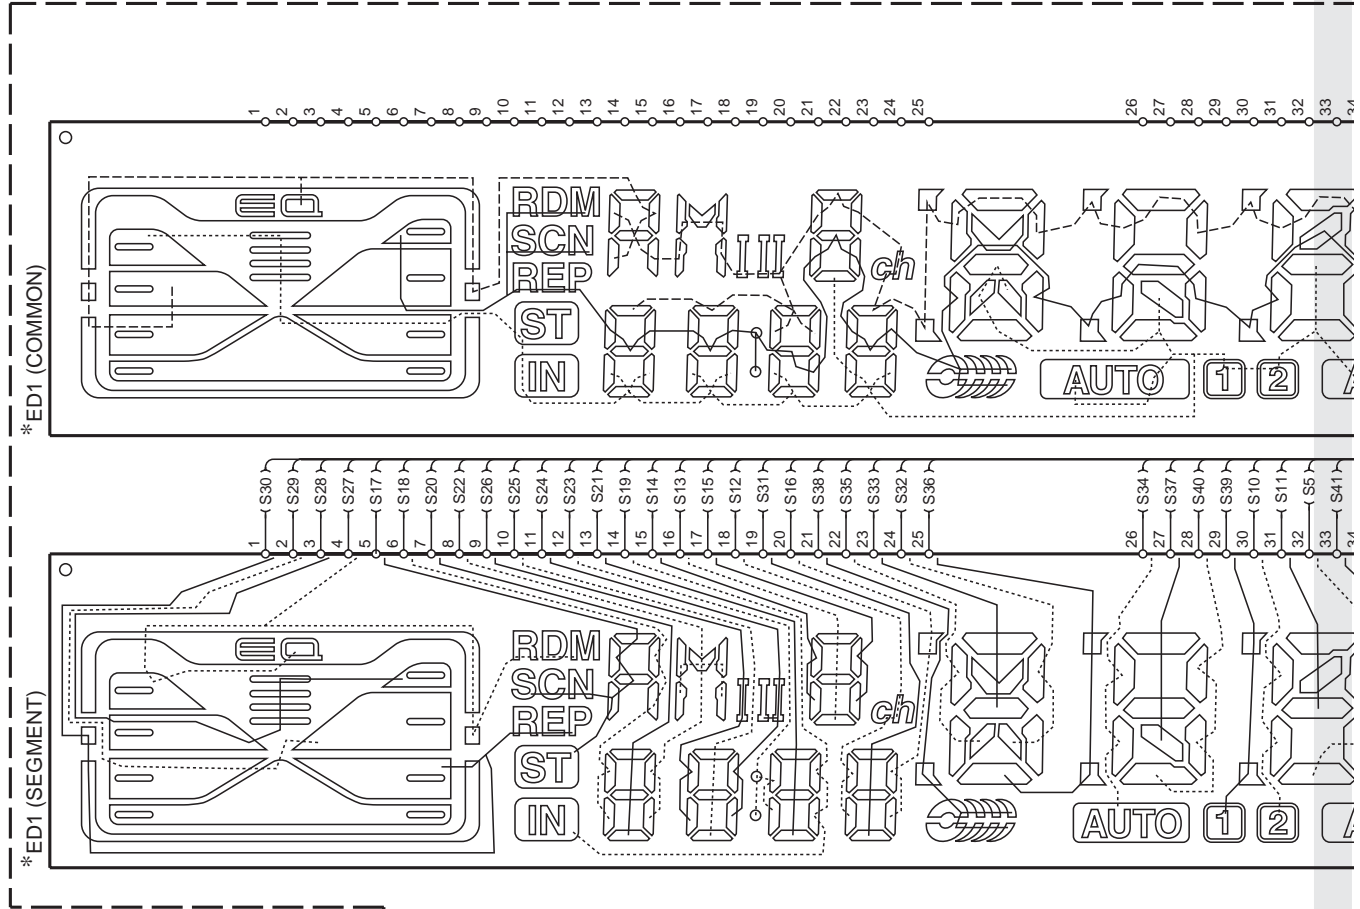 1 2 3 4 5 6 7 8 9 10 11 12 13 14 15 16 17 18 19 20 21 22 23 24 25 26 27 28 29 30 31 32 33 34
EQ
RDM
SCN
REP
ST
IN
ch
AUTO 1 2 A
*ED1 (COMMON)
S30 S29 S28 S27 S17 S18 S20 S22 S26 S25 S24 S23 S21 S19 S14 S13 S15 S12 S31 S16 S38 S35 S33 S32 S36 S34 S37 S40 S39 S10 S11 S5 S41
1 2 3 4 5 6 7 8 9 10 11 12 13 14 15 16 17 18 19 20 21 22 23 24 25 26 27 28 29 30 31 32 33 34
EQ
RDM
SCN
REP
ST
IN
ch
AUTO 1 2 A
*ED1 (SEGMENT)